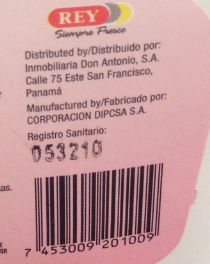 REY
Siempre Fresco
Distributed by/Distribuido por:
Inmobiliaria Don Antonio, S.A.
Calle 75 Este San Francisco,
Panamá
Manufactured by/Fabricado por:
CORPORACION DIPCSA S.A.
Registro Sanitario:
053210
7 453009 201009